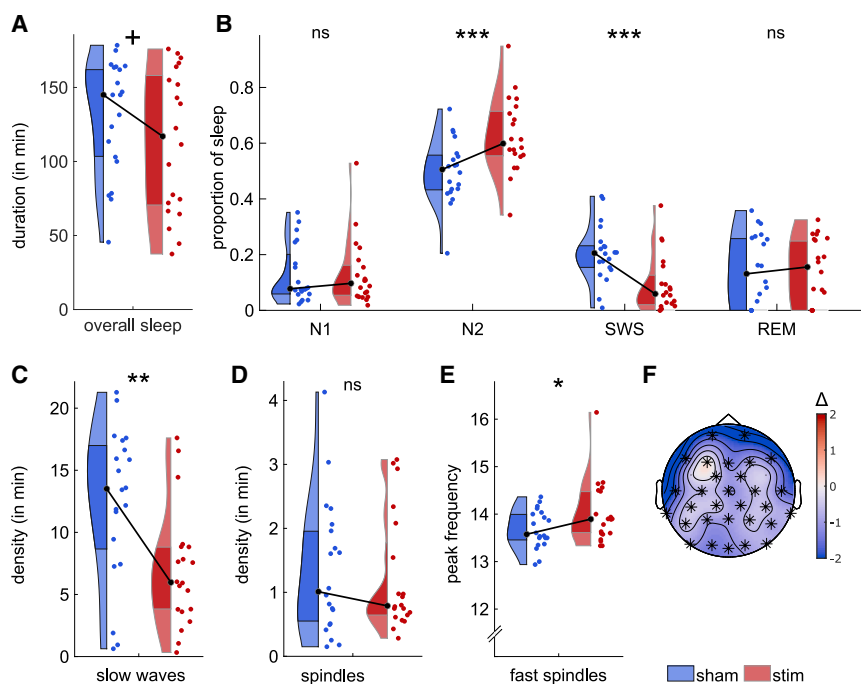 A
B
+
ns
***
***
ns
duration (in min)
150
100
50
0
overall sleep
proportion of sleep
0.8
0.6
0.4
0.2
0
N1
N2
SWS
REM
C
**
density (in min)
20
15
10
5
0
slow waves
D
ns
density (in min)
4
3
2
1
0
spindles
E
*
peak frequency
16
15
14
13
12
fast spindles
F
Δ
2
1
0
-1
-2
sham
stim